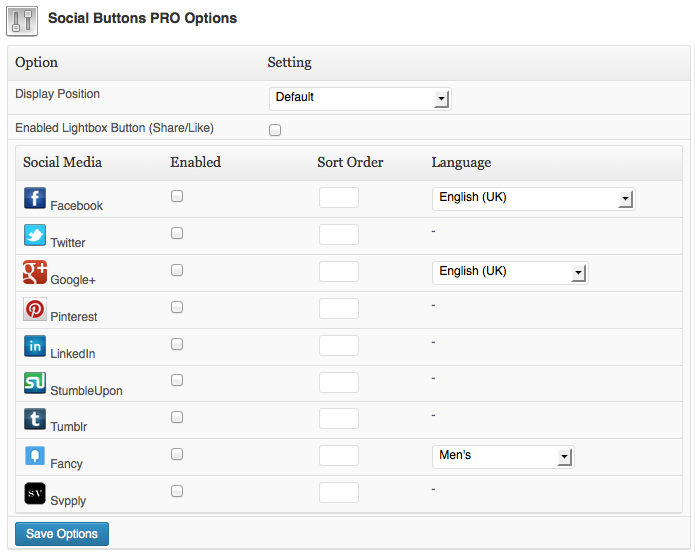 Social Buttons PRO Options
Option Setting
Display Position Default
Enabled Lightbox Button (Share/Like)
Social Media Enabled Sort Order Language
f Facebook English (UK)
Twitter -
g+ Google+ English (UK)
Pinterest -
in LinkedIn -
StumbleUpon -
t Tumblr -
Fancy Men's
SV Svpply -
Save Options